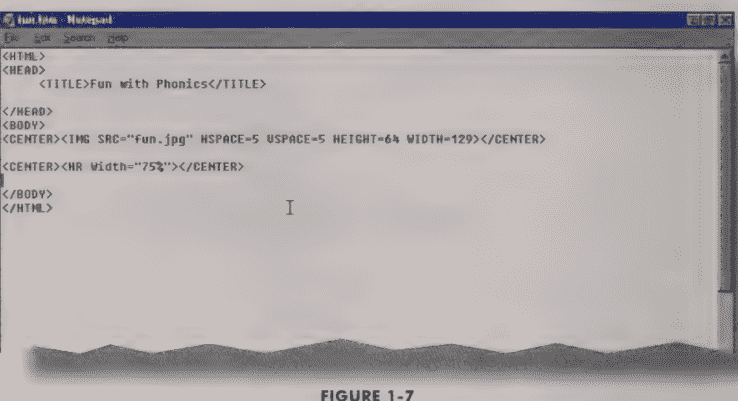 fun.htm - Notepad
File Edit Search Help
<HTML>
<HEAD>
<TITLE>Fun with Phonics</TITLE>
</HEAD>
<BODY>
<CENTER><IMG SRC="fun.jpg" HSPACE=5 VSPACE=5 HEIGHT=64 WIDTH=129></CENTER>
<CENTER><HR Width="75%"></CENTER>
</BODY>
</HTML>
FIGURE 1-7